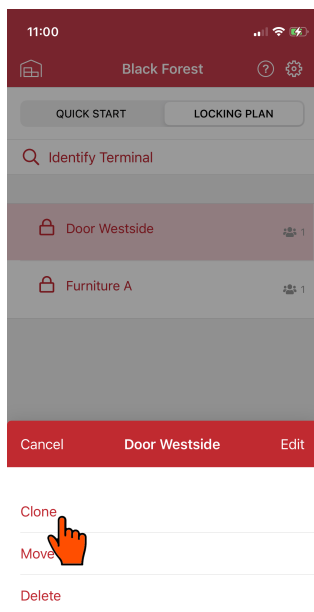 11:00
Black Forest ?
QUICK START LOCKING PLAN
Identify Terminal
Door Westside 1
Furniture A 1
Cancel Door Westside Edit
Clone
Move
Delete